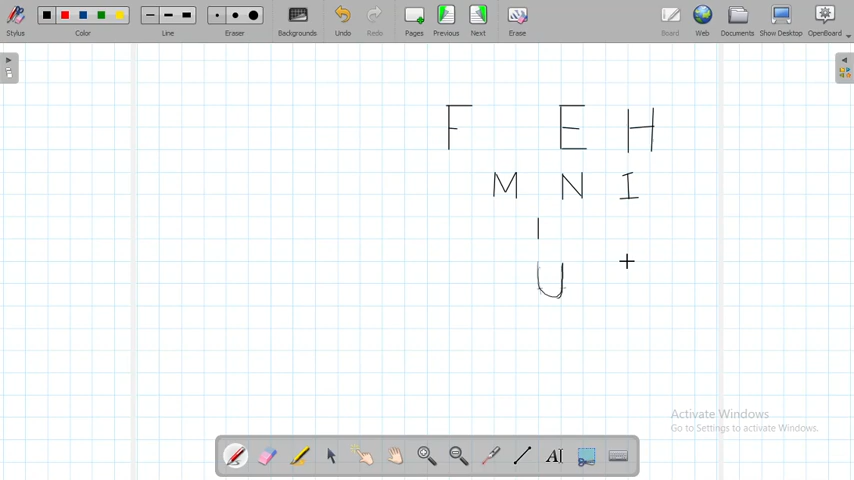 Stylus
Color
Line
Eraser
Backgrounds
Undo
Redo
Pages
Previous
Next
Erase
Board
Web
Documents
Show Desktop
OpenBoard
F E H
M N I
I
U
Activate Windows
Go to Settings to activate Windows.